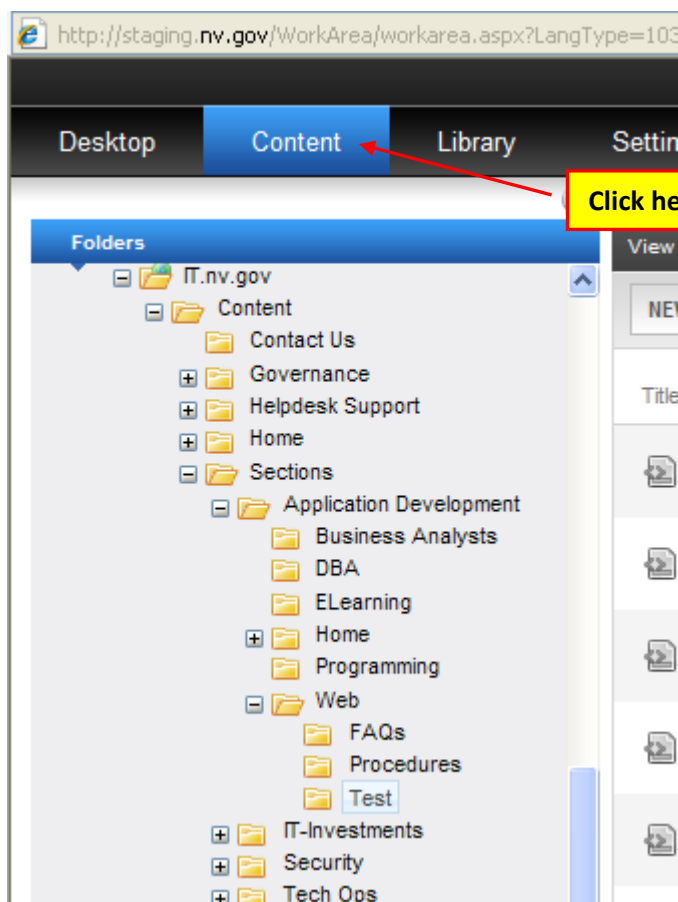 http://staging.nv.gov/WorkArea/workarea.aspx?LangType=103
Desktop Content Library Settin
Click he
Folders
View
IT.nv.gov
Content
NEW
Contact Us
Governance
Title
Helpdesk Support
Home
Sections
Application Development
Business Analysts
DBA
ELearning
Home
Programming
Web
FAQs
Procedures
Test
IT-Investments
Security
Tech Ops